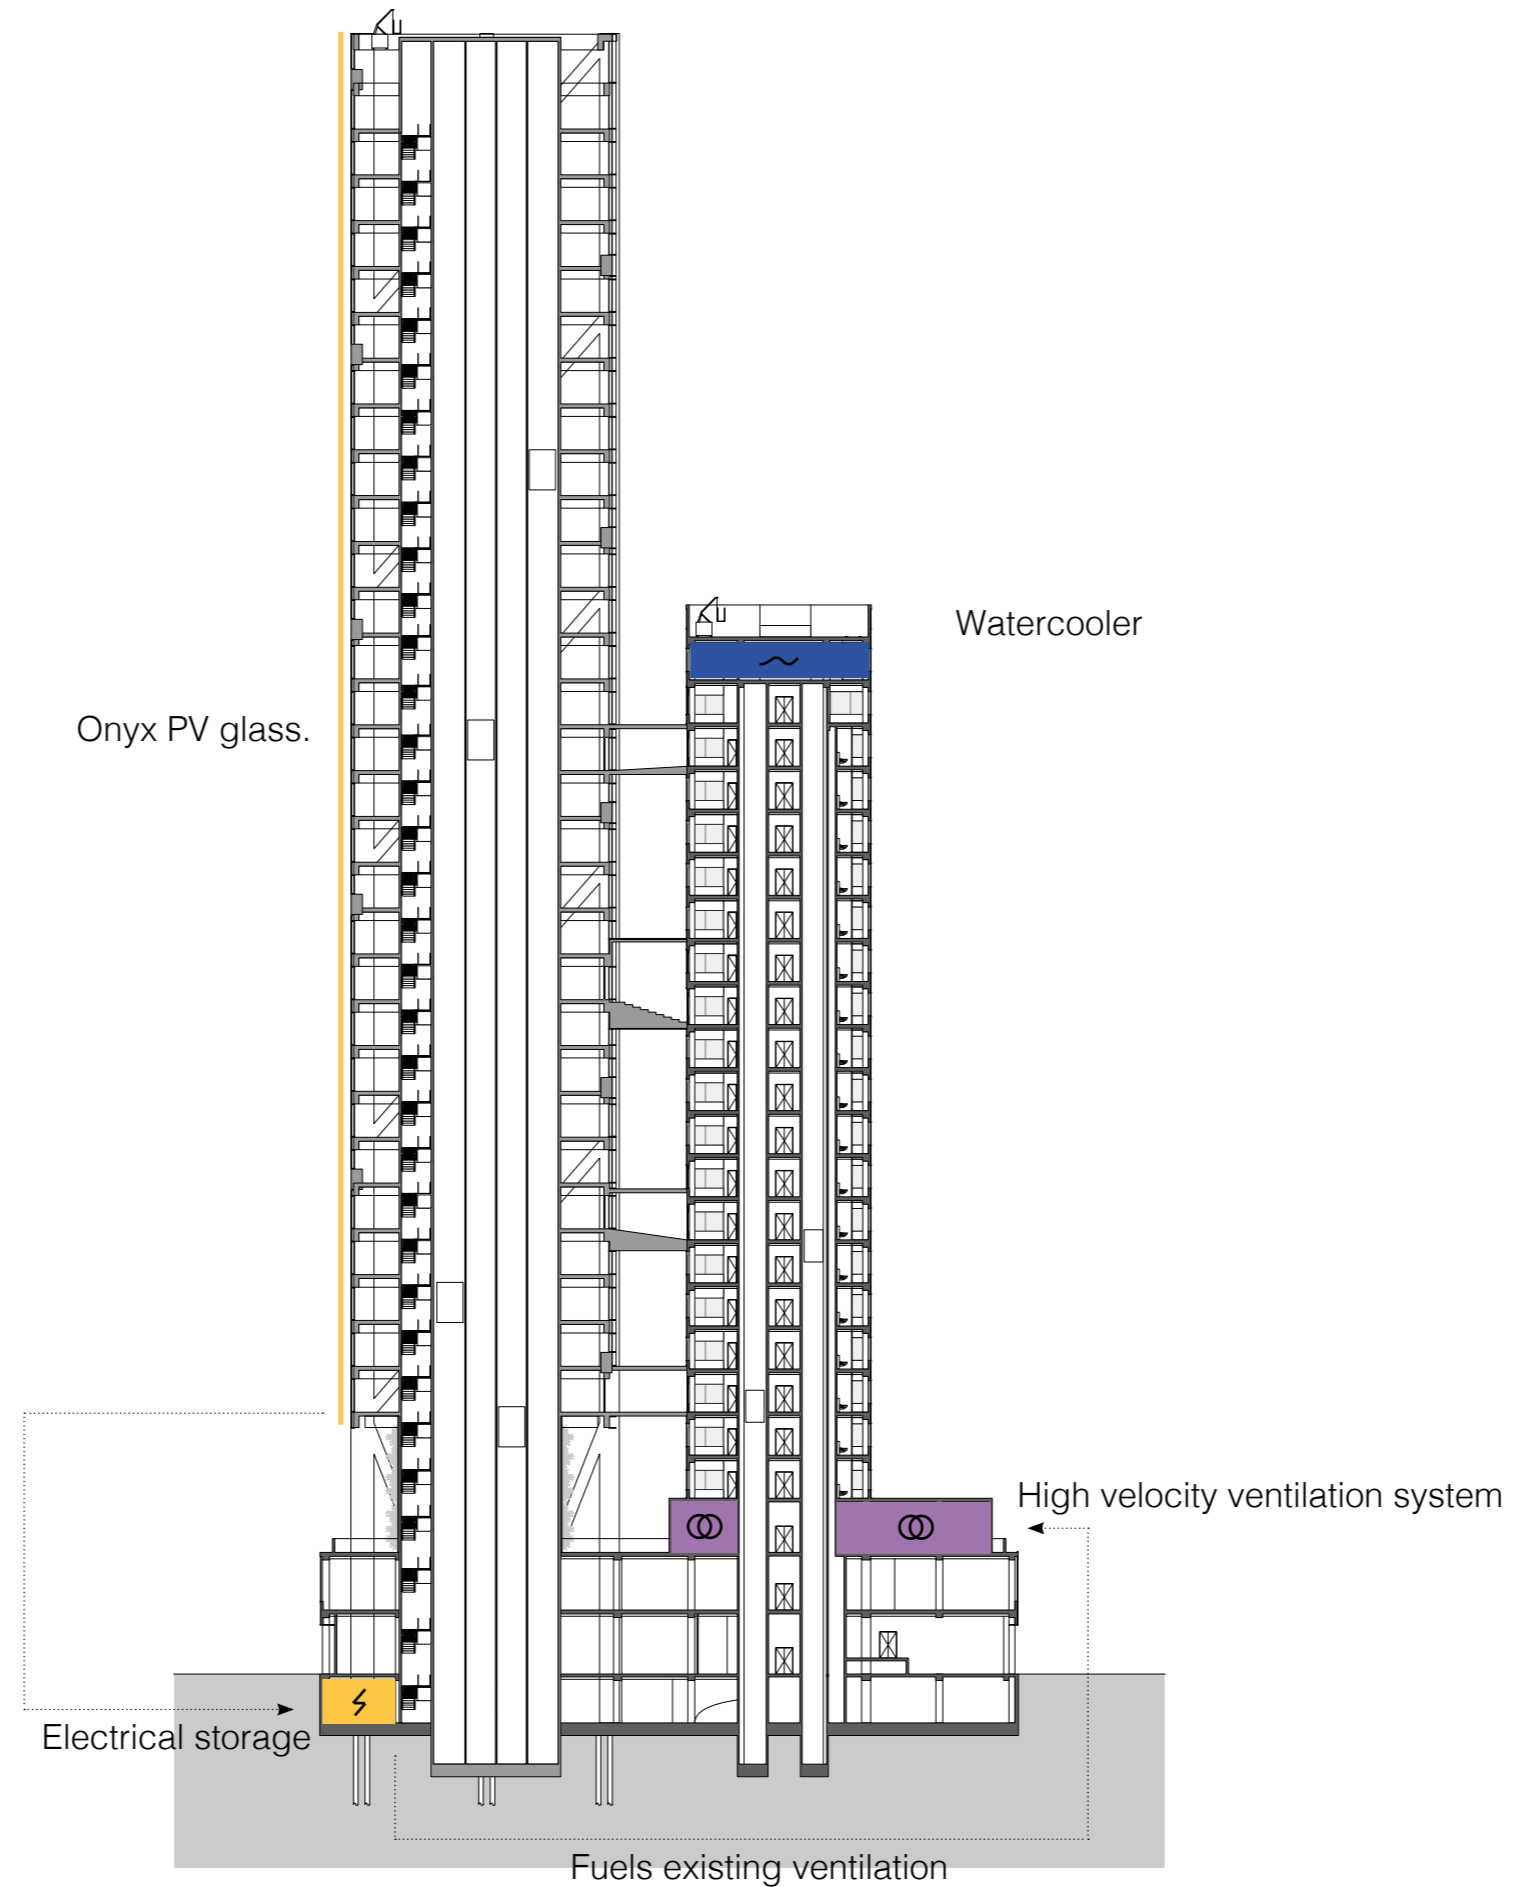 Watercooler
Onyx PV glass.
High velocity ventilation system
Electrical storage
Fuels existing ventilation